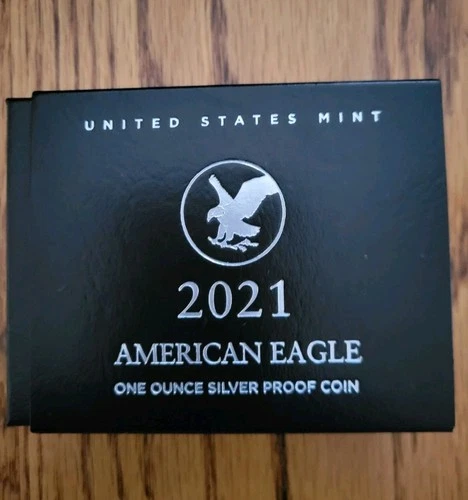 UNITED STATES MINT
2021
AMERICAN EAGLE
ONE OUNCE SILVER PROOF COIN